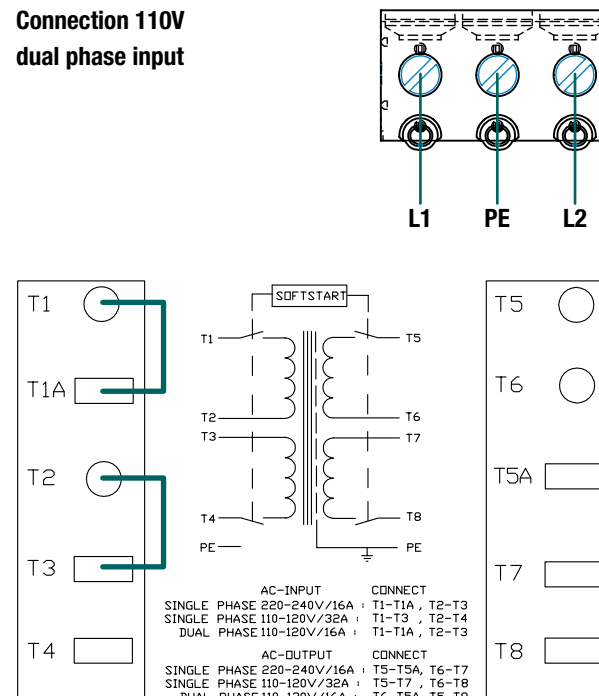 Connection 110V
dual phase input
L1 PE L2
T1
T1A
T2
T3
T4
SOFTSTART
T1 T5
T2 T6
T3 T7
T4 T8
PE PE
T5
T6
T5A
T7
T8
AC-INPUT CONNECT
SINGLE PHASE 220-240V/16A : T1-T1A , T2-T3
SINGLE PHASE 110-120V/32A : T1-T3 , T2-T4
DUAL PHASE 110-120V/16A : T1-T1A , T2-T3
AC-OUTPUT CONNECT
SINGLE PHASE 220-240V/16A : T5-T5A, T6-T7
SINGLE PHASE 110-120V/32A : T5-T7 , T6-T8